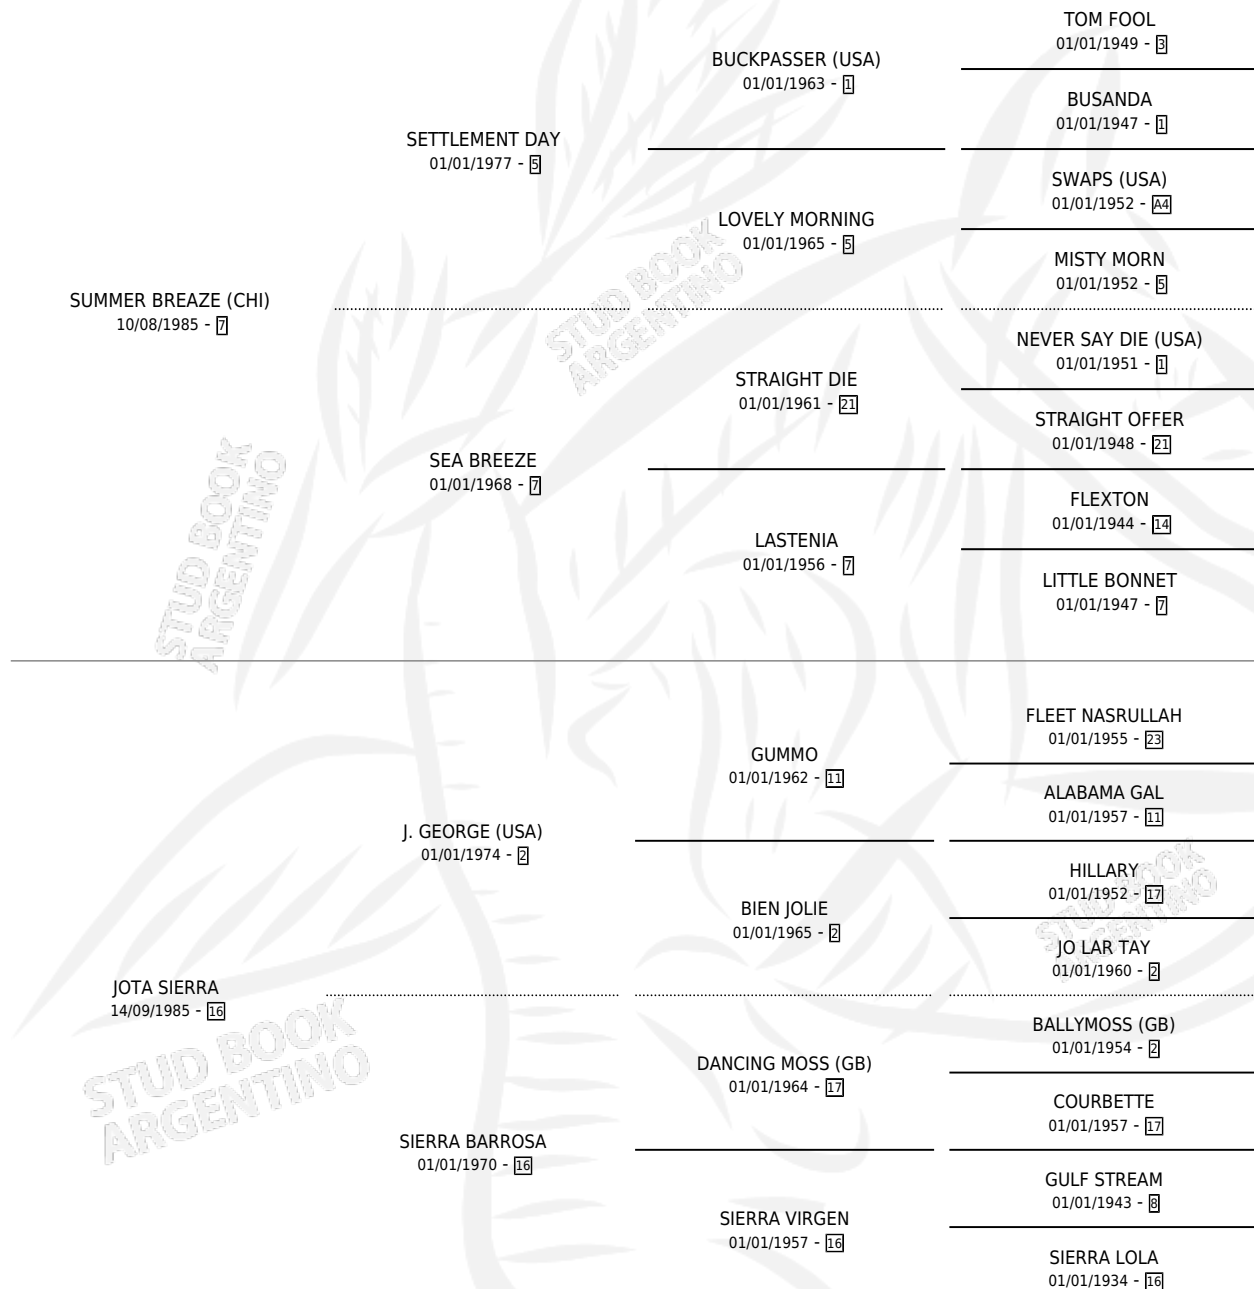 TOM FOOL
01/01/1949 - 3
BUCKPASSER (USA)
01/01/1963 - 1
BUSANDA
01/01/1947 - 1
SETTLEMENT DAY
01/01/1977 - 5
SWAPS (USA)
01/01/1952 - A4
LOVELY MORNING
01/01/1965 - 5
MISTY MORN
01/01/1952 - 5
SUMMER BREAZE (CHI)
10/08/1985 - 7
NEVER SAY DIE (USA)
01/01/1951 - 1
STRAIGHT DIE
01/01/1961 - 21
STRAIGHT OFFER
01/01/1948 - 21
SEA BREEZE
01/01/1968 - 7
FLEXTON
01/01/1944 - 14
LASTENIA
01/01/1956 - 7
LITTLE BONNET
01/01/1947 - 7
STUD BOOK
ARGENTINO
STUD BOOK
ARGENTINO
FLEET NASRULLAH
01/01/1955 - 23
GUMMO
01/01/1962 - 11
ALABAMA GAL
01/01/1957 - 11
J. GEORGE (USA)
01/01/1974 - 2
HILLARY
01/01/1952 - 17
BIEN JOLIE
01/01/1965 - 2
JO LAR TAY
01/01/1960 - 2
JOTA SIERRA
14/09/1985 - 16
BALLYMOSS (GB)
01/01/1954 - 2
DANCING MOSS (GB)
01/01/1964 - 17
COURBETTE
01/01/1957 - 17
SIERRA BARROSA
01/01/1970 - 16
GULF STREAM
01/01/1943 - 8
SIERRA VIRGEN
01/01/1957 - 16
SIERRA LOLA
01/01/1934 - 16
STUD BOOK
ARGENTINO
STUD BOOK
ARGENTINO